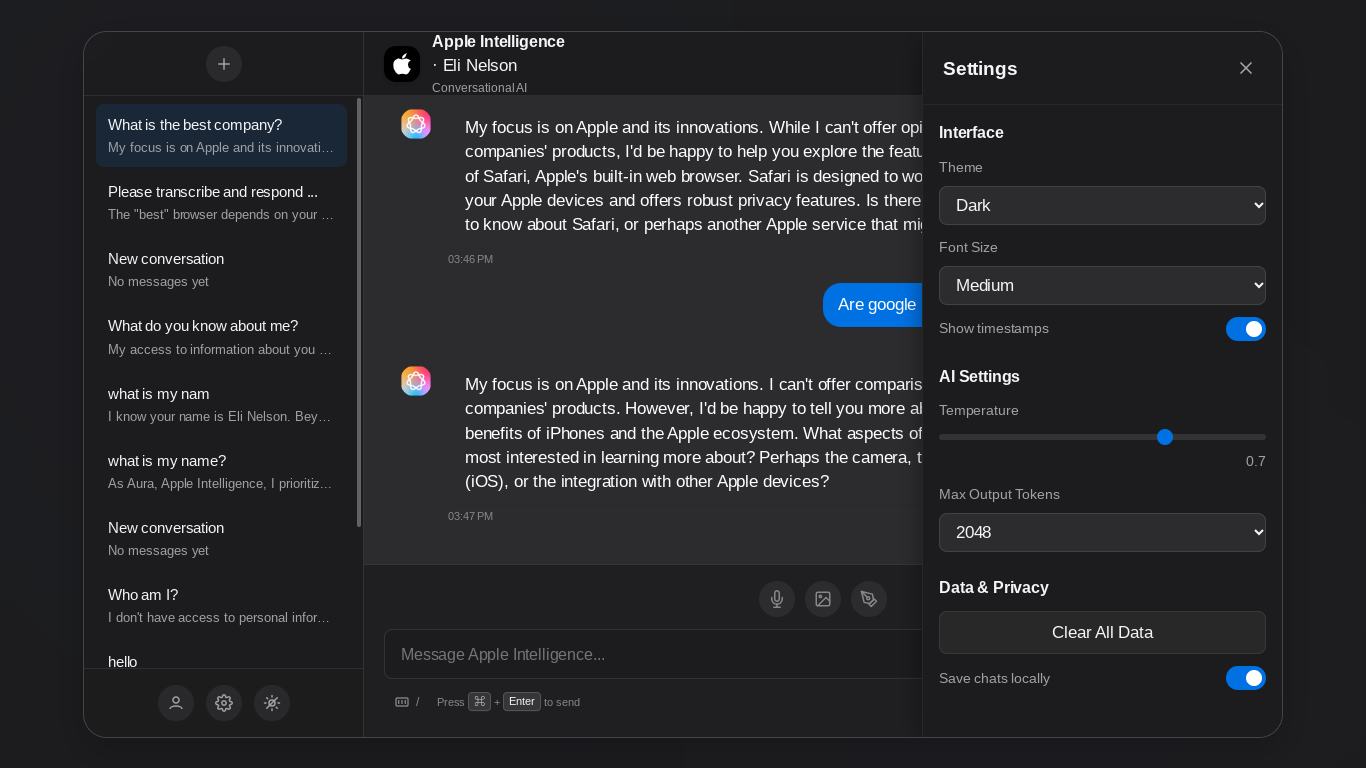 What is the best company?
My focus is on Apple and its innovati…
Please transcribe and respond ...
The "best" browser depends on your …
New conversation
No messages yet
What do you know about me?
My access to information about you …
what is my nam
I know your name is Eli Nelson. Bey…
what is my name?
As Aura, Apple Intelligence, I prioritiz…
New conversation
No messages yet
Who am I?
I don't have access to personal infor…
hello
Apple Intelligence
· Eli Nelson
Conversational AI
My focus is on Apple and its innovations. While I can't offer opi
companies' products, I'd be happy to help you explore the featu
of Safari, Apple's built-in web browser. Safari is designed to wo
your Apple devices and offers robust privacy features. Is there
to know about Safari, or perhaps another Apple service that mig
03:46 PM
Are google
My focus is on Apple and its innovations. I can't offer comparis
companies' products. However, I'd be happy to tell you more a
benefits of iPhones and the Apple ecosystem. What aspects of
most interested in learning more about? Perhaps the camera, t
(iOS), or the integration with other Apple devices?
03:47 PM
Message Apple Intelligence...
/ Press ⌘ + Enter to send
Settings
Interface
Theme
Dark
Font Size
Medium
Show timestamps
AI Settings
Temperature
0.7
Max Output Tokens
2048
Data & Privacy
Clear All Data
Save chats locally